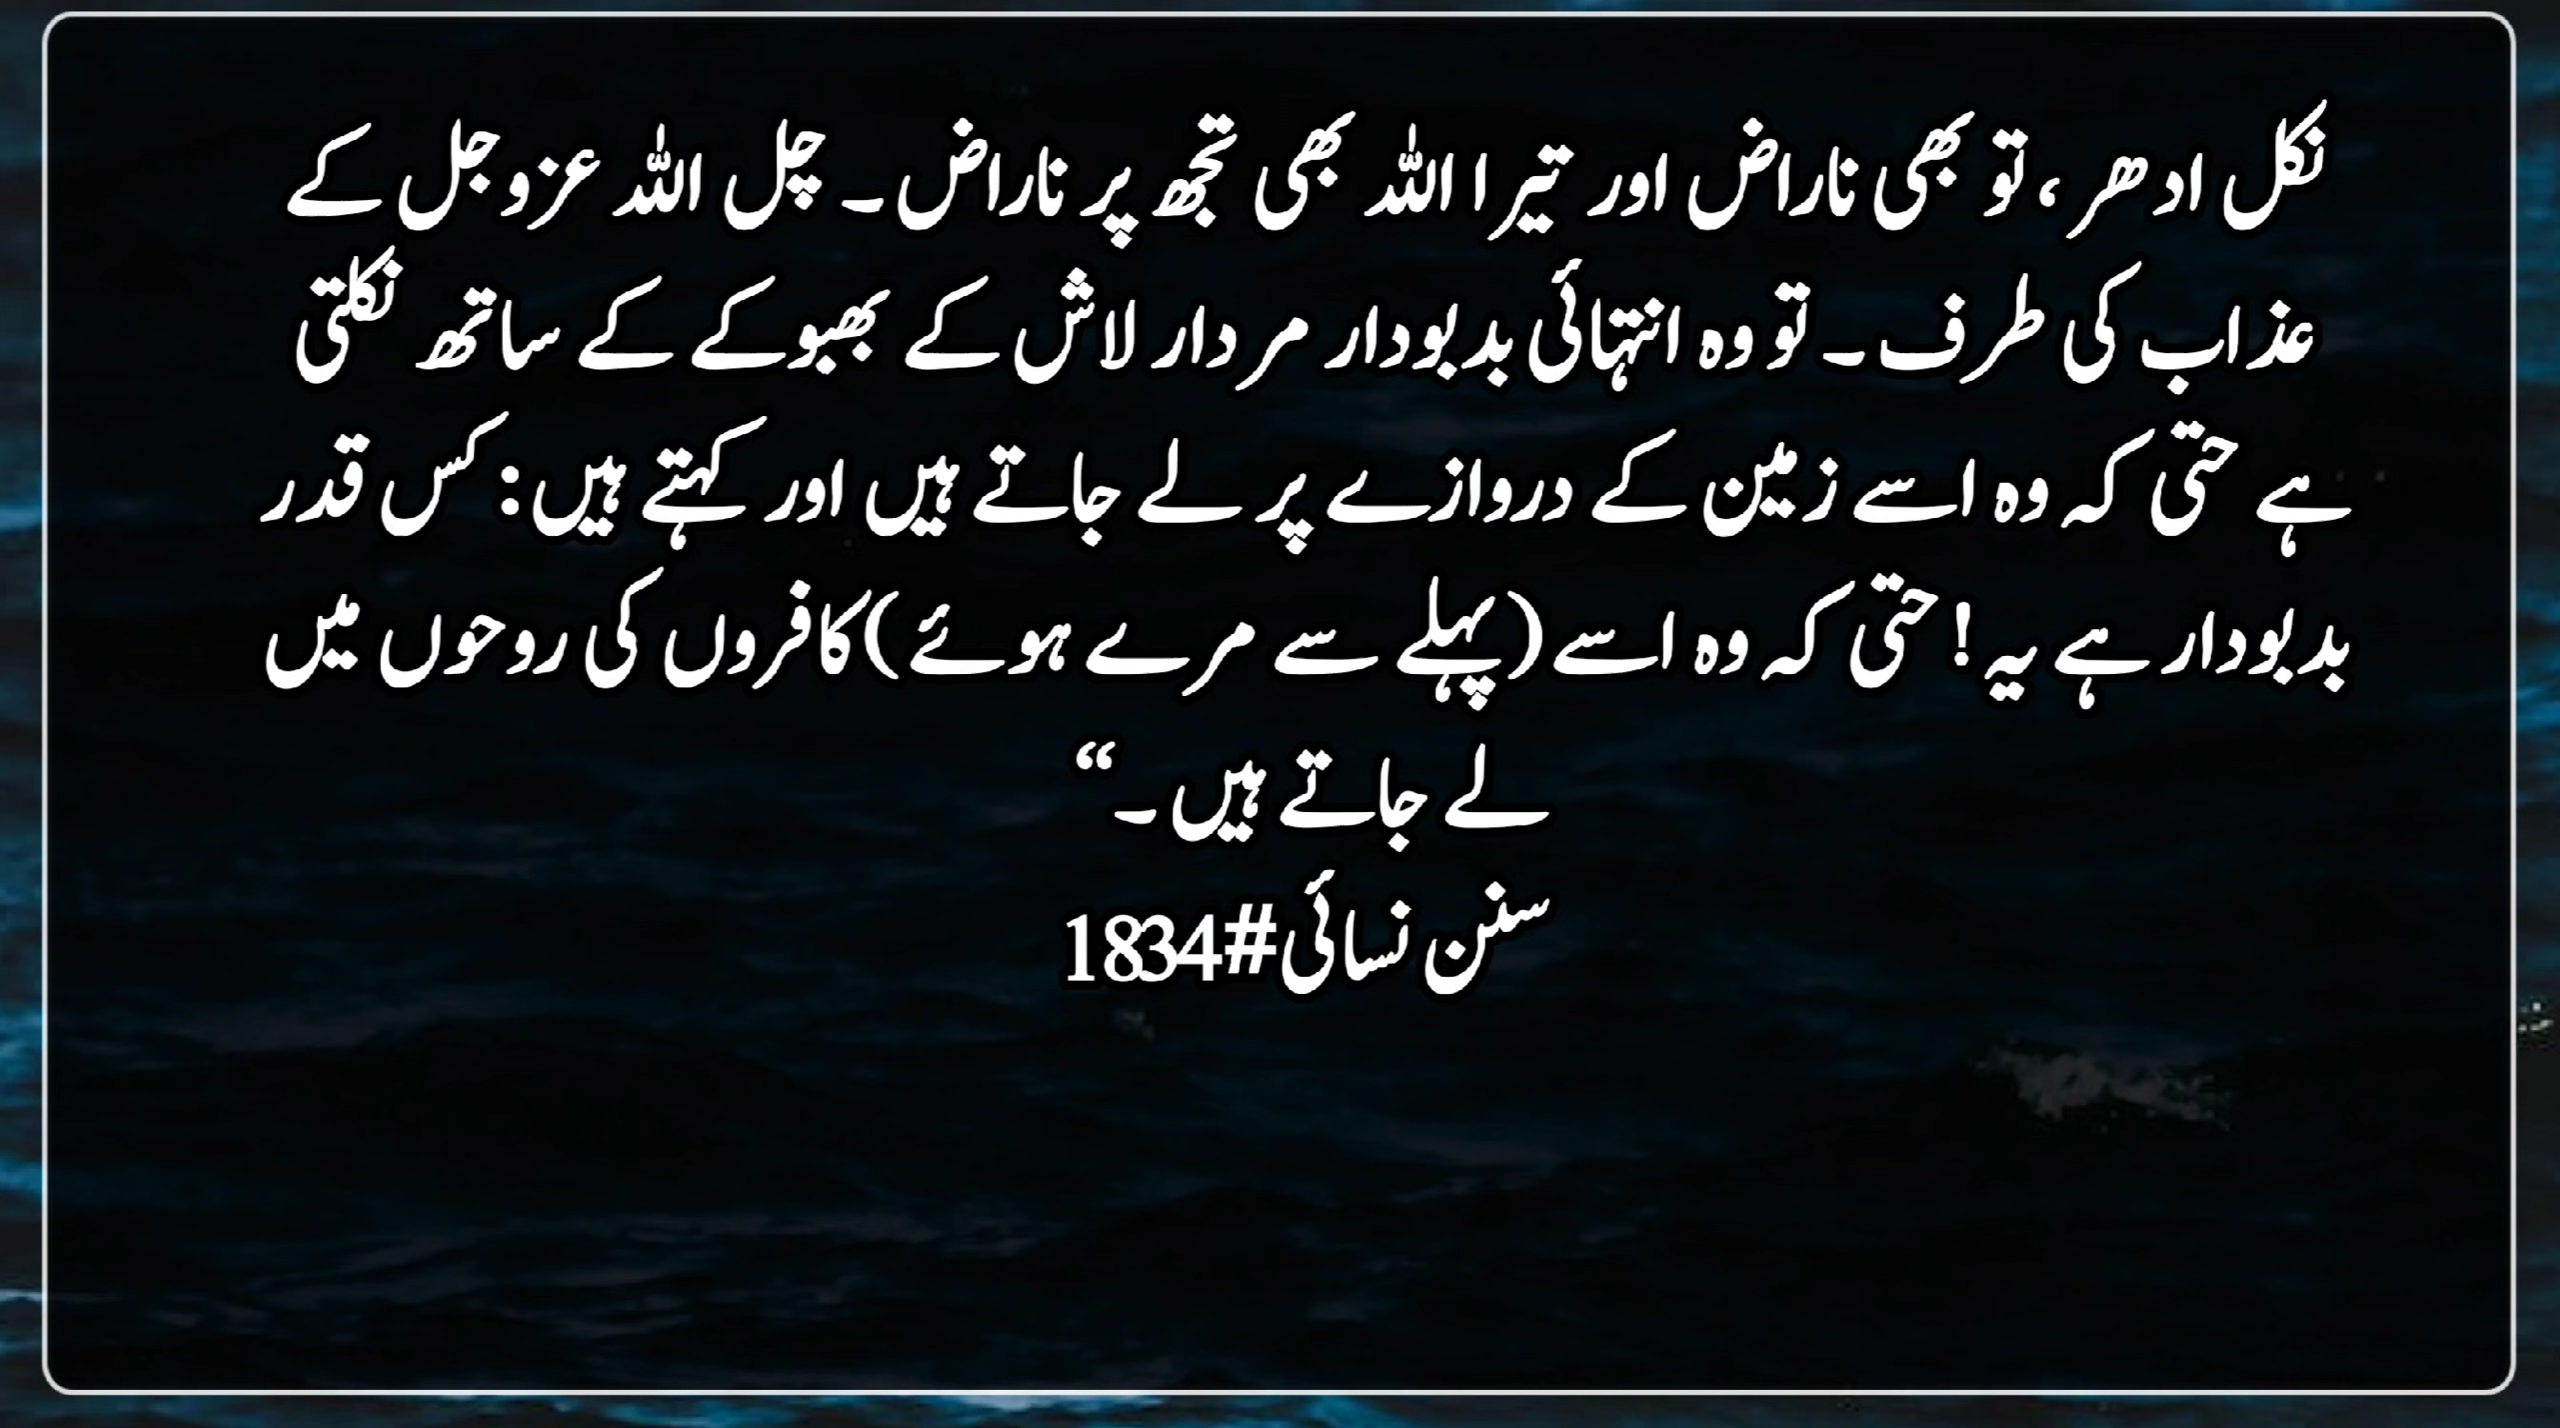 نکل ادھر، تو بھی ناراض اور تیرا اللہ بھی تجھ پر ناراض۔ چل اللہ عزوجل کے
عذاب کی طرف۔ تو وہ انتہائی بدبودار مردار لاش کے بھبوکے کے ساتھ نکلتی
ہے حتی کہ وہ اسے زمین کے دروازے پر لے جاتے ہیں اور کہتے ہیں: کس قدر
بدبودار ہے یہ! حتی کہ وہ اسے (پہلے سے مرے ہوئے) کافروں کی روحوں میں
لے جاتے ہیں۔“
سنن نسائی#1834